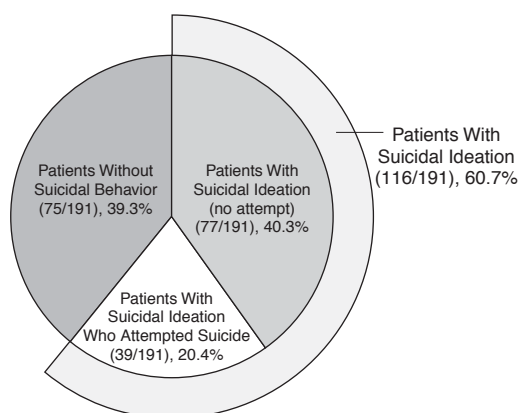 Patients Without
Suicidal Behavior
(75/191), 39.3%
Patients With
Suicidal Ideation
(no attempt)
(77/191), 40.3%
Patients With
Suicidal Ideation
Who Attempted Suicide
(39/191), 20.4%
Patients With
Suicidal Ideation
(116/191), 60.7%